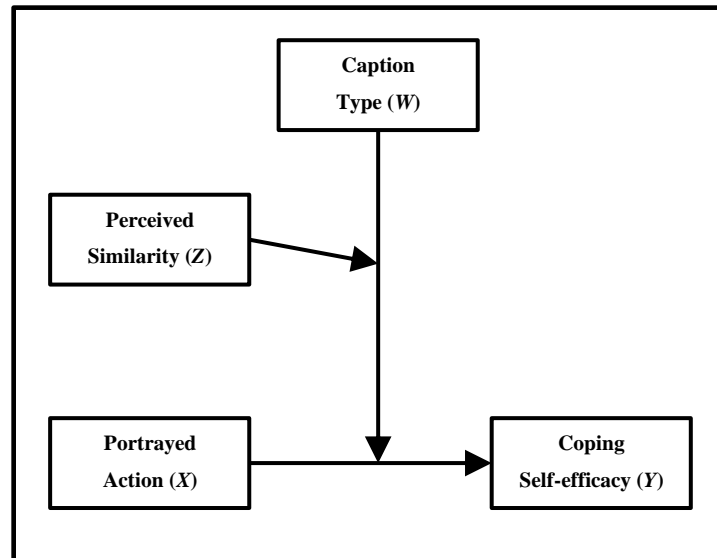 Caption
Type (W)
Perceived
Similarity (Z)
Portrayed
Action (X)
Coping
Self-efficacy (Y)